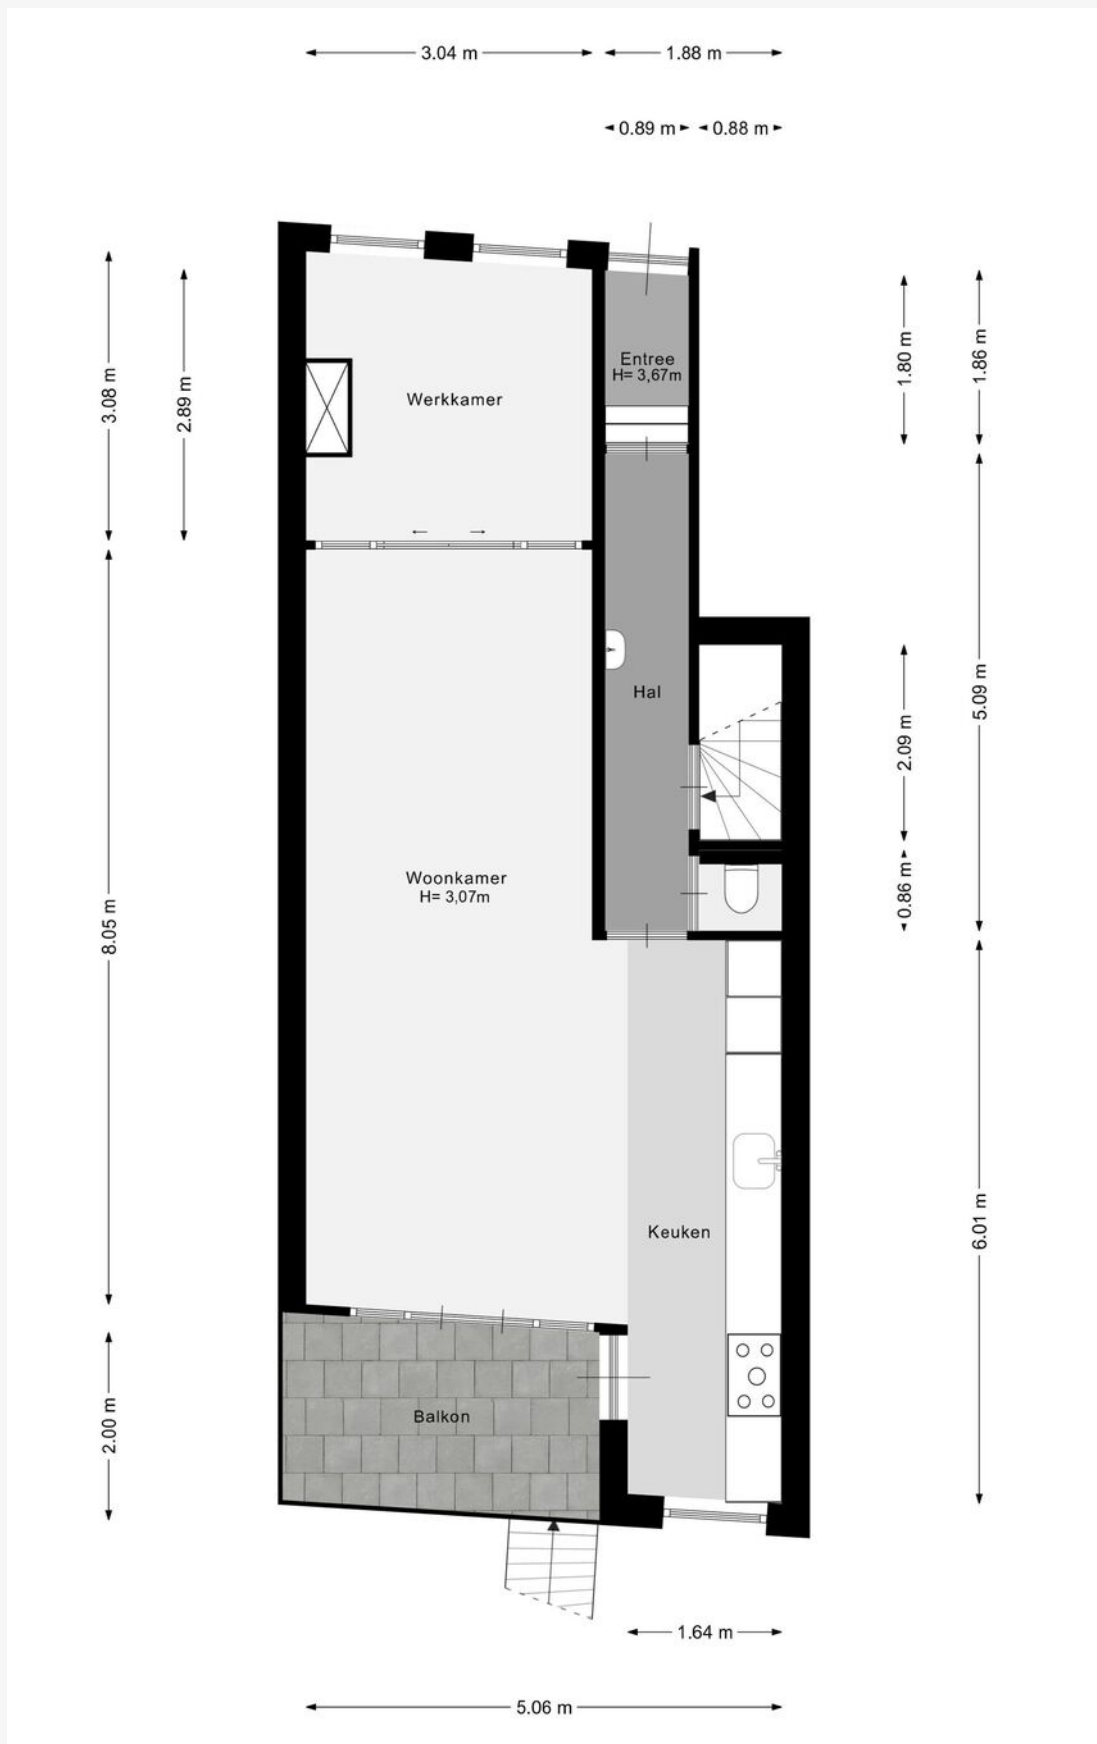 3.04 m
1.88 m
0.89 m
0.88 m
Entree
H= 3,67m
1.80 m
1.86 m
3.08 m
2.89 m
Werkkamer
Hal
5.09 m
2.09 m
Woonkamer
H= 3,07m
0.86 m
8.05 m
Keuken
6.01 m
Balkon
2.00 m
1.64 m
5.06 m